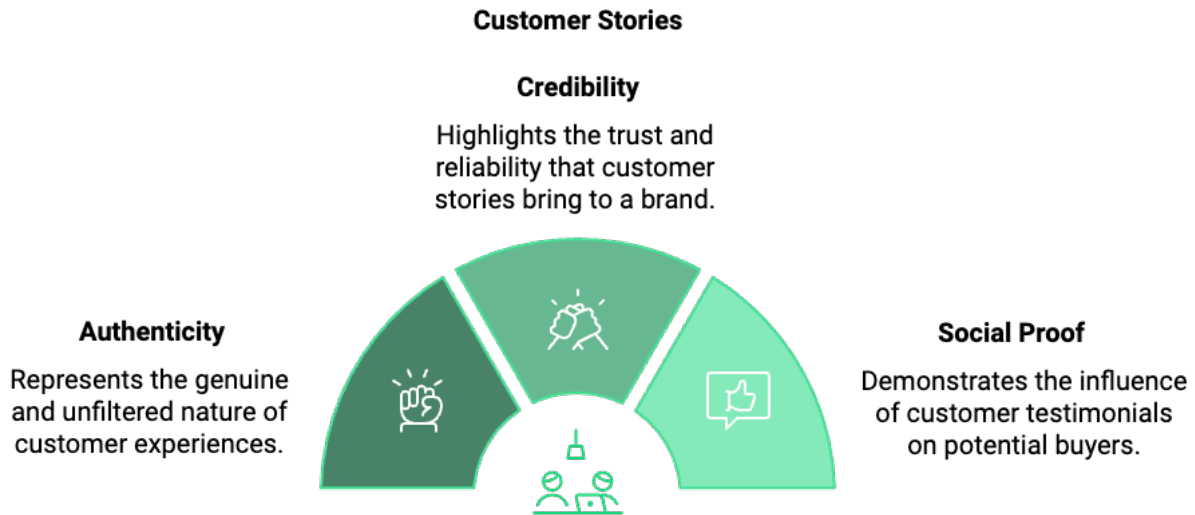 Customer Stories
Credibility
Highlights the trust and
reliability that customer
stories bring to a brand.
Authenticity
Represents the genuine
and unfiltered nature of
customer experiences.
Social Proof
Demonstrates the influence
of customer testimonials
on potential buyers.